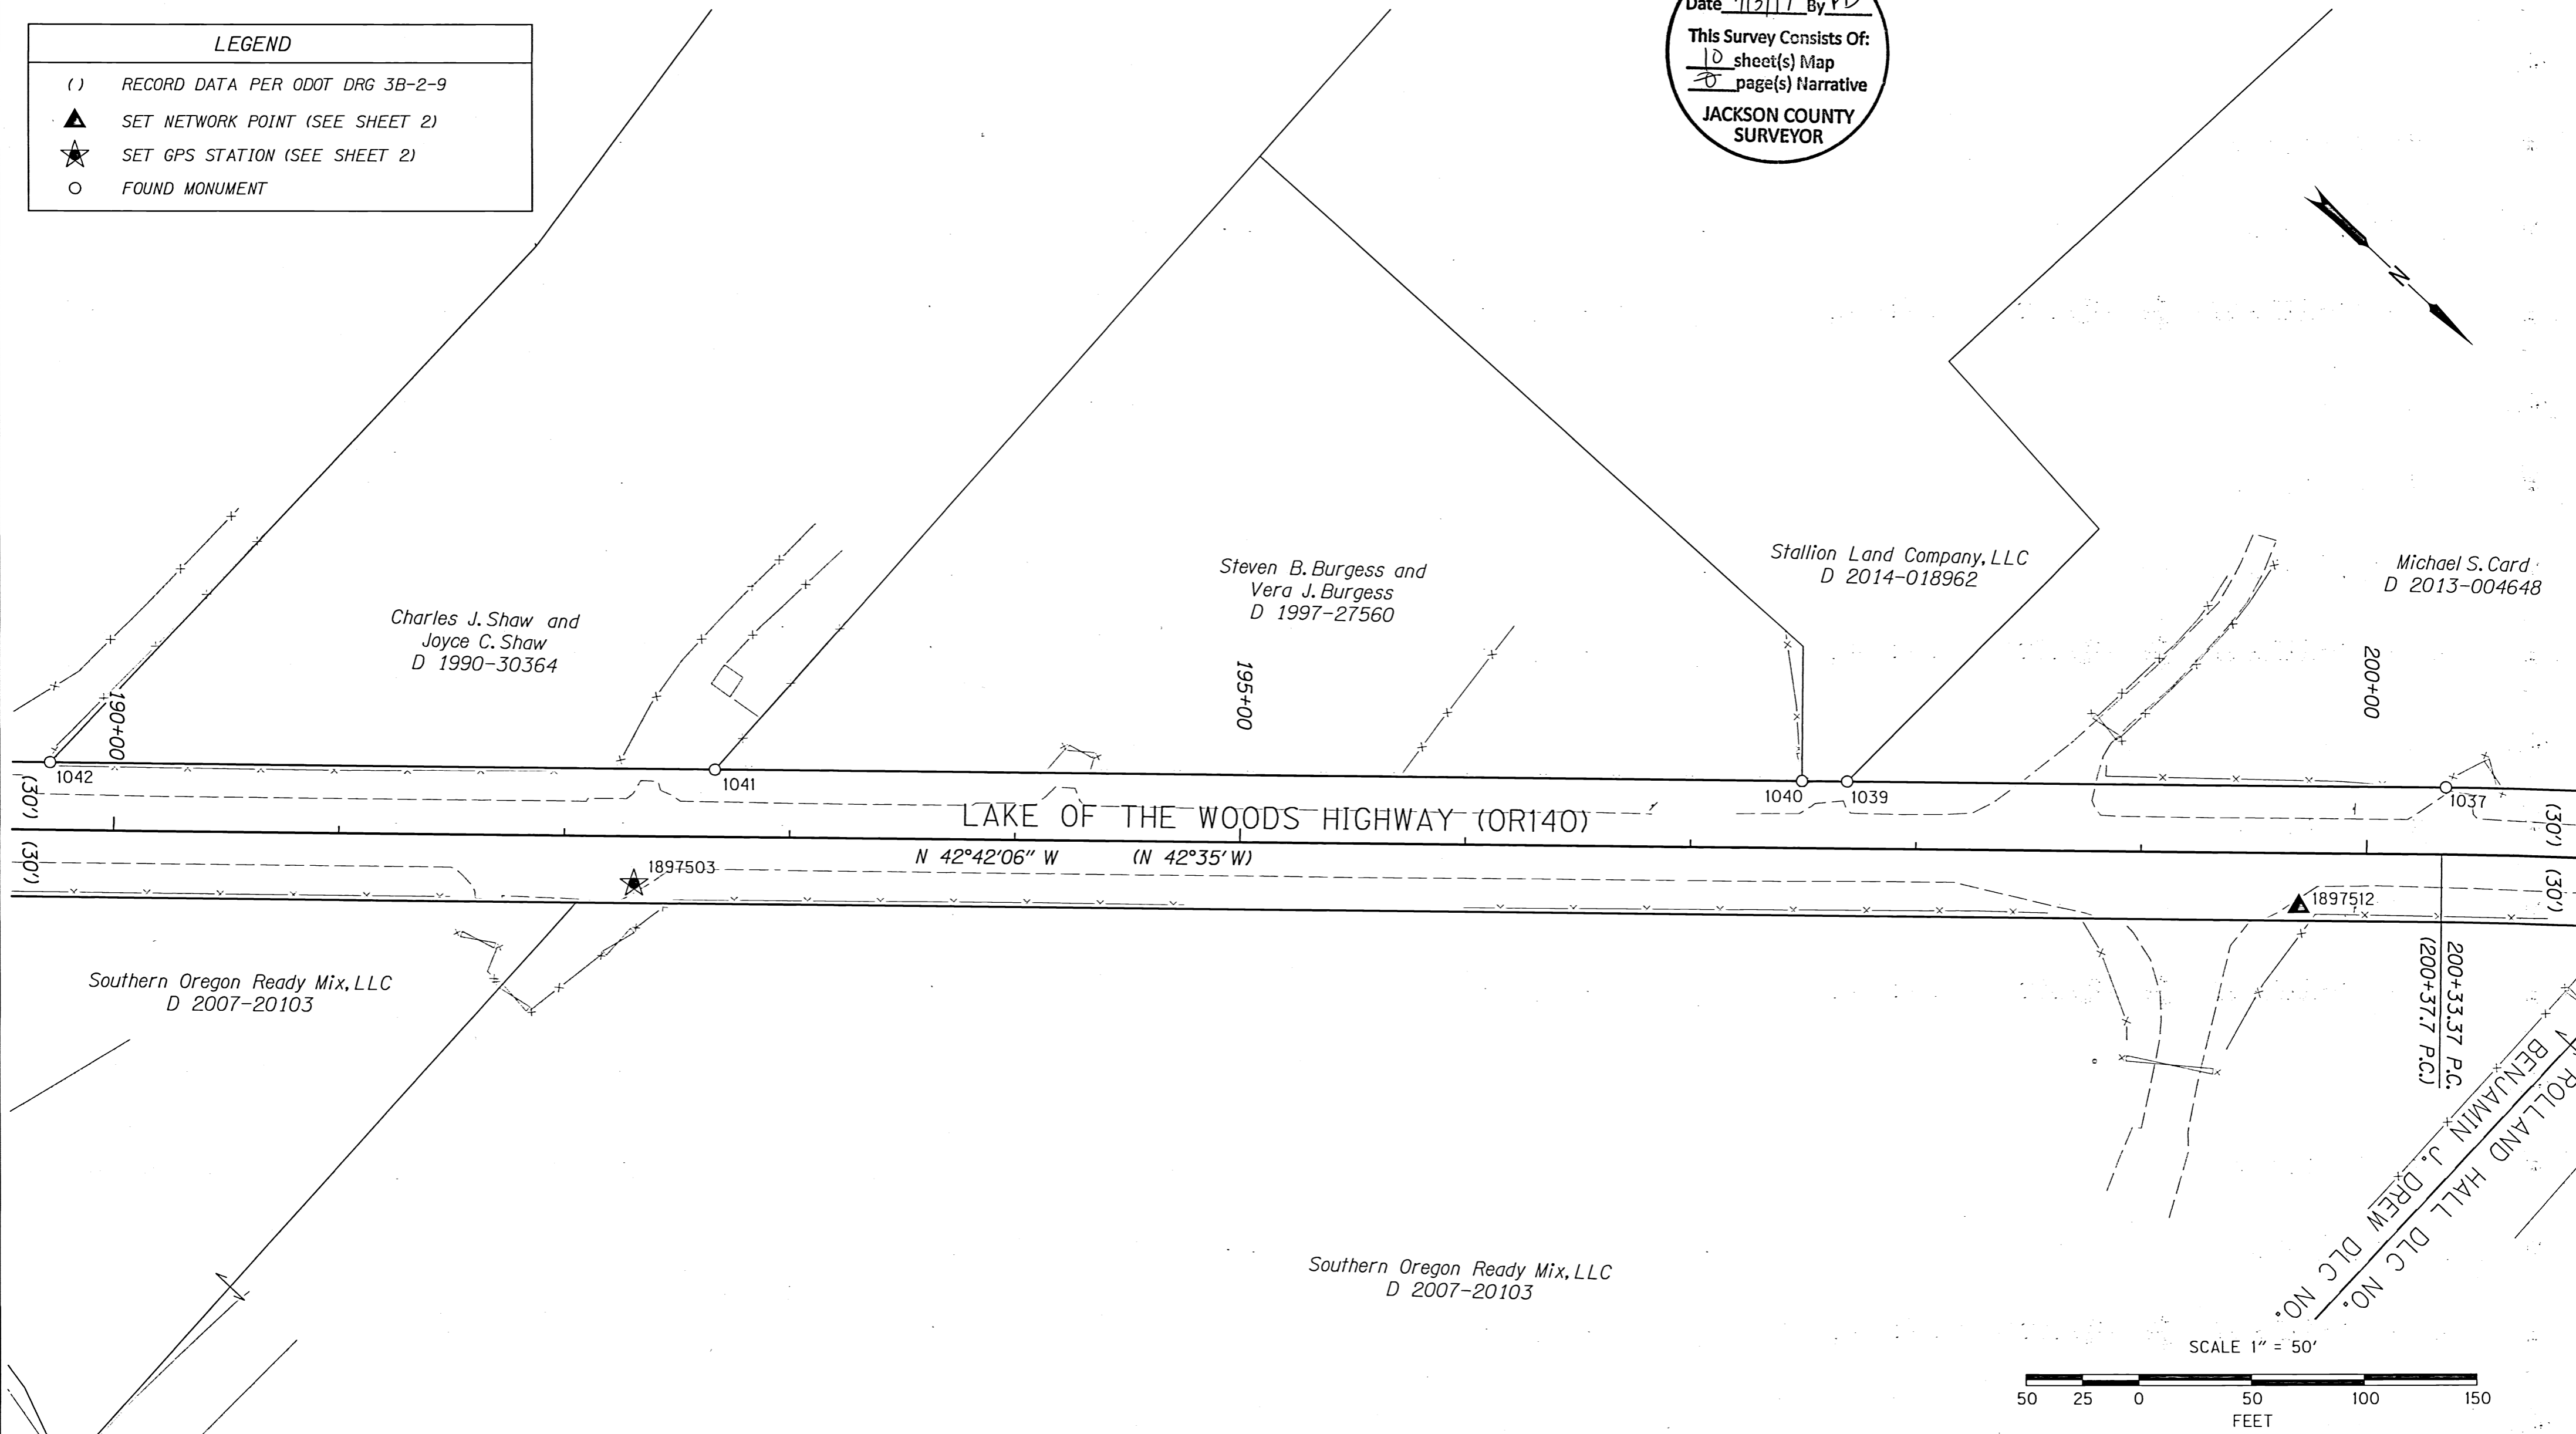 LEGEND
( ) RECORD DATA PER ODOT DRG 3B-2-9
SET NETWORK POINT (SEE SHEET 2)
SET GPS STATION (SEE SHEET 2)
FOUND MONUMENT
Date By PD
This Survey Consists Of:
10 sheet(s) Map
0 page(s) Narrative
JACKSON COUNTY
SURVEYOR
N
Charles J. Shaw and
Joyce C. Shaw
D 1990-30364
Steven B. Burgess and
Vera J. Burgess
D 1997-27560
Stallion Land Company, LLC
D 2014-018962
Michael S. Card
D 2013-004648
190+00
195+00
200+00
1042
1041
1040
1039
1037
(30')
(30')
(30')
(30')
LAKE OF THE WOODS HIGHWAY (OR140)
N 42°42'06" W (N 42°35' W)
1897503
1897512
200+33.37 P.C.
(200+37.7 P.C.)
Southern Oregon Ready Mix, LLC
D 2007-20103
Southern Oregon Ready Mix, LLC
D 2007-20103
BENJAMIN J. DREW DLC NO.
ROLLAND HALL DLC NO.
SCALE 1" = 50'
50 25 0 50 100 150
FEET